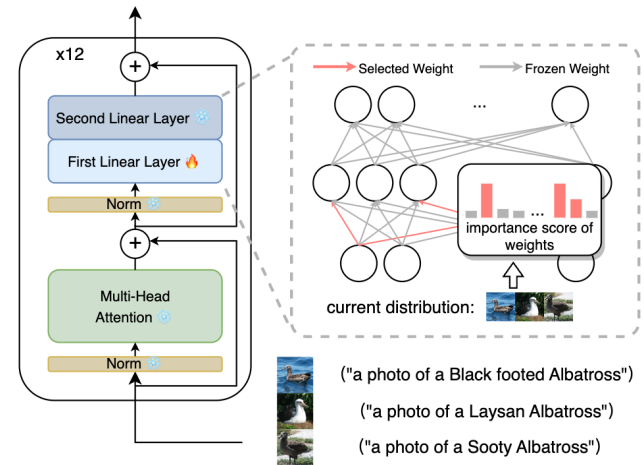 x12
+
Second Linear Layer
First Linear Layer
Norm
+
Multi-Head
Attention
Norm
Selected Weight
Frozen Weight
...
...
importance score of
weights
current distribution:
("a photo of a Black footed Albatross")
("a photo of a Laysan Albatross")
("a photo of a Sooty Albatross")